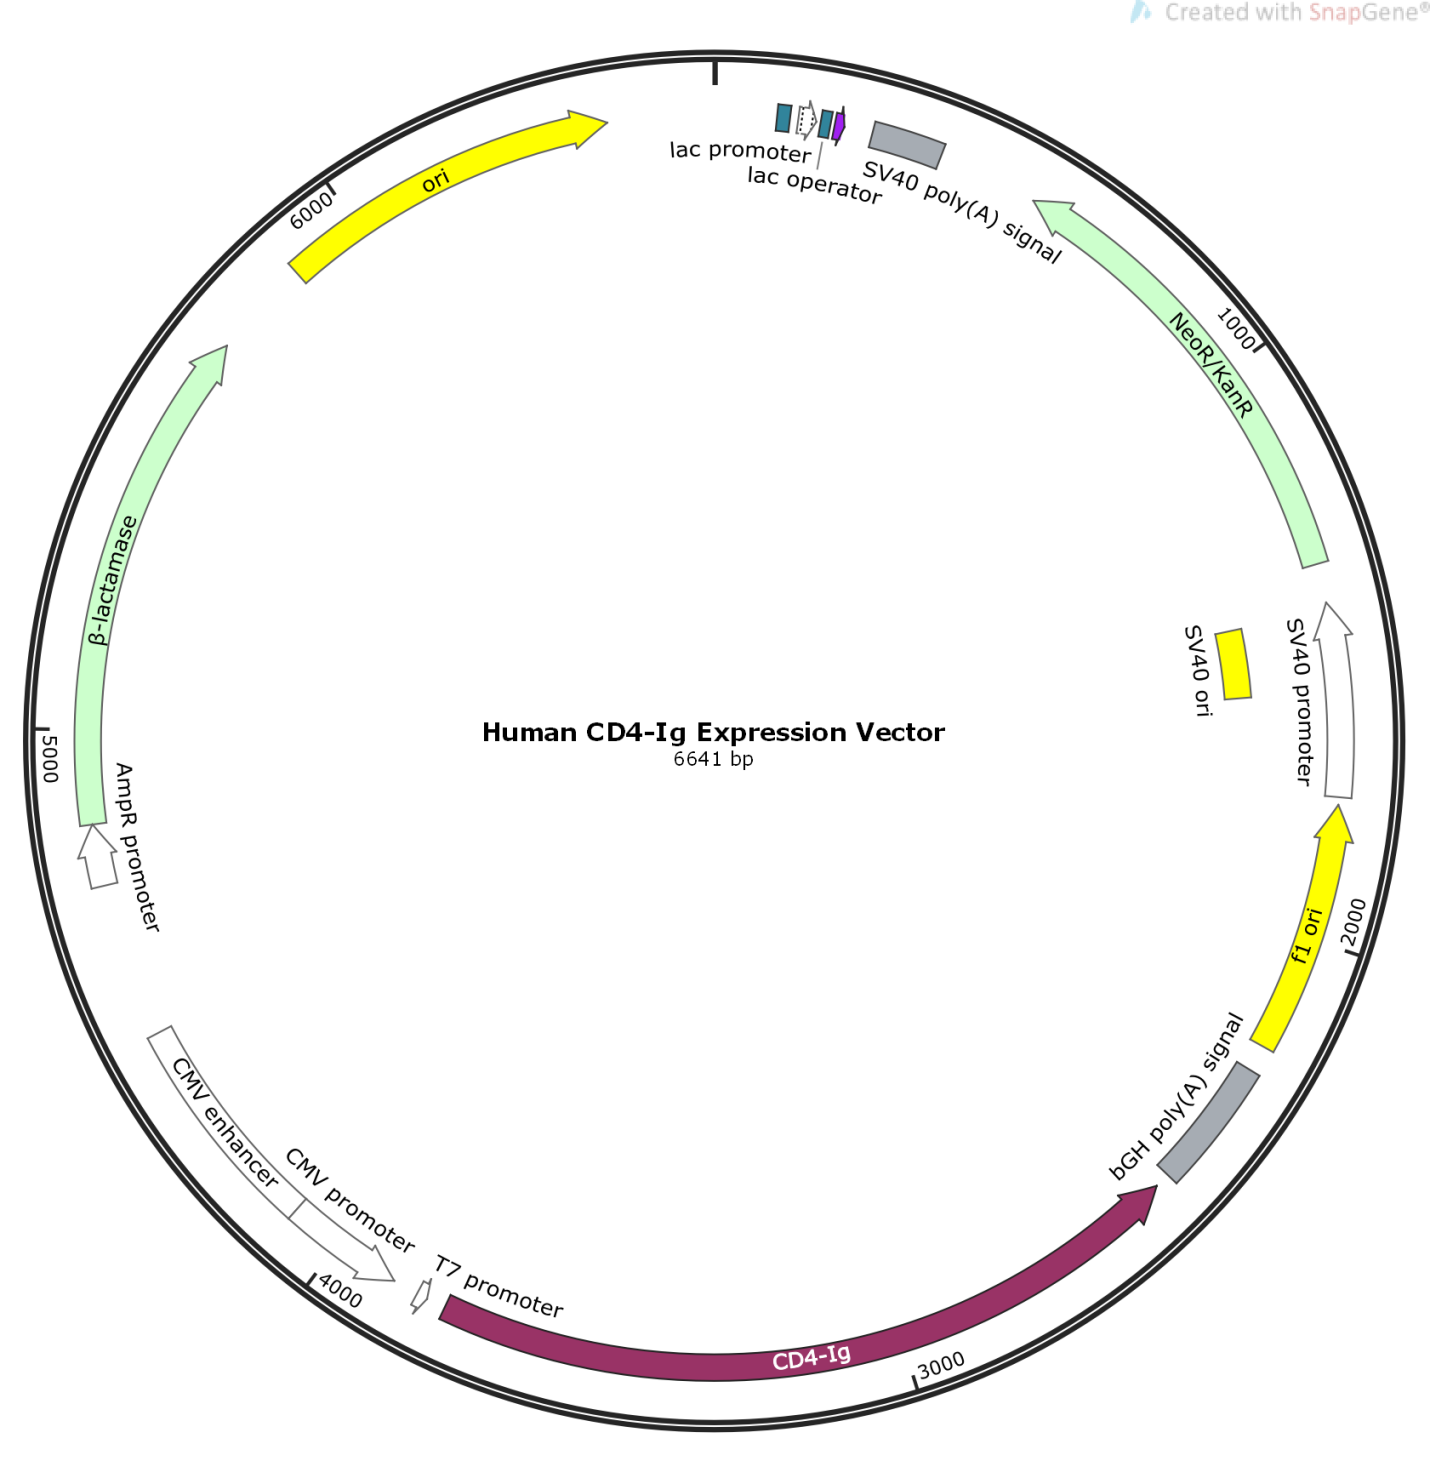 Created with SnapGene®
lac promoter
lac operator
SV40 poly(A) signal
NeoR/KanR
1000
SV40 ori
SV40 promoter
f1 ori
2000
bGH poly(A) signal
CD4-Ig
3000
T7 promoter
CMV promoter
4000
CMV enhancer
AmpR promoter
5000
β-lactamase
6000
ori
Human CD4-Ig Expression Vector
6641 bp